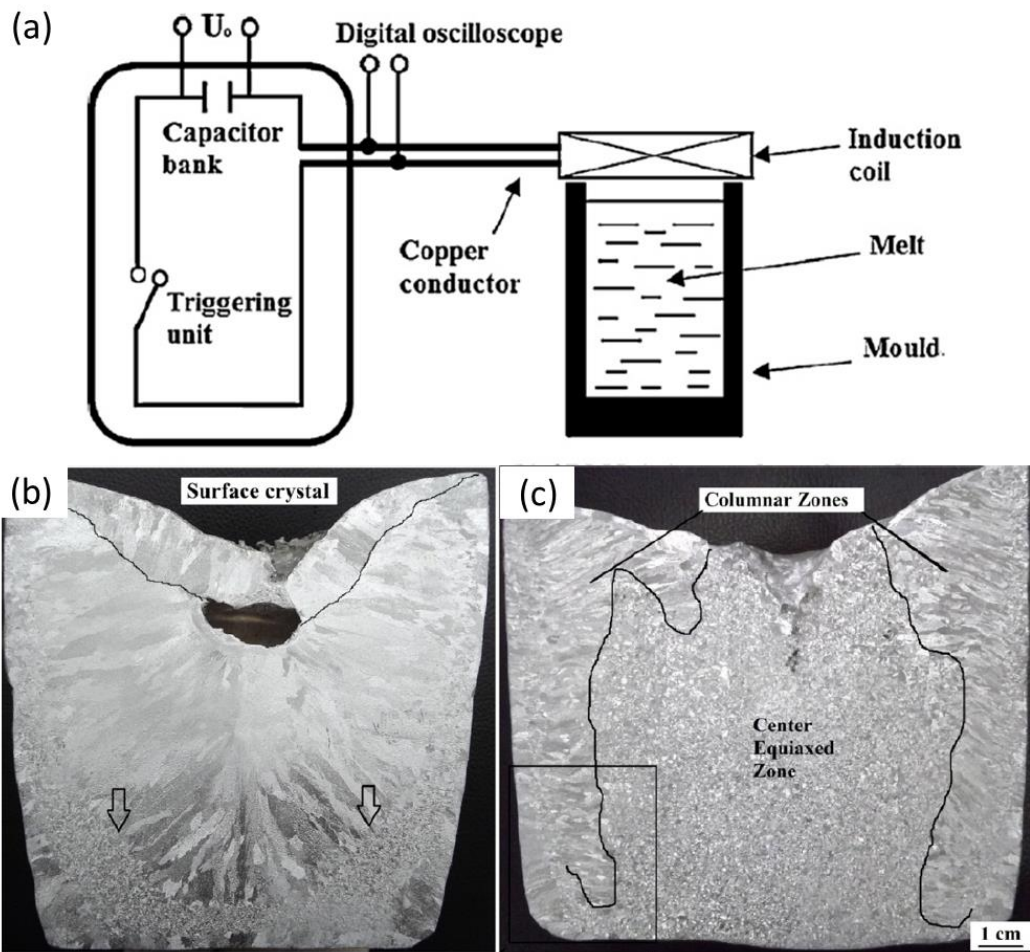 (a)
U₀
Digital oscilloscope
Capacitor
bank
Induction
coil
Copper
conductor
Melt
Triggering
unit
Mould.
(b)
Surface crystal
(c)
Columnar Zones
Center
Equiaxed
Zone
1 cm